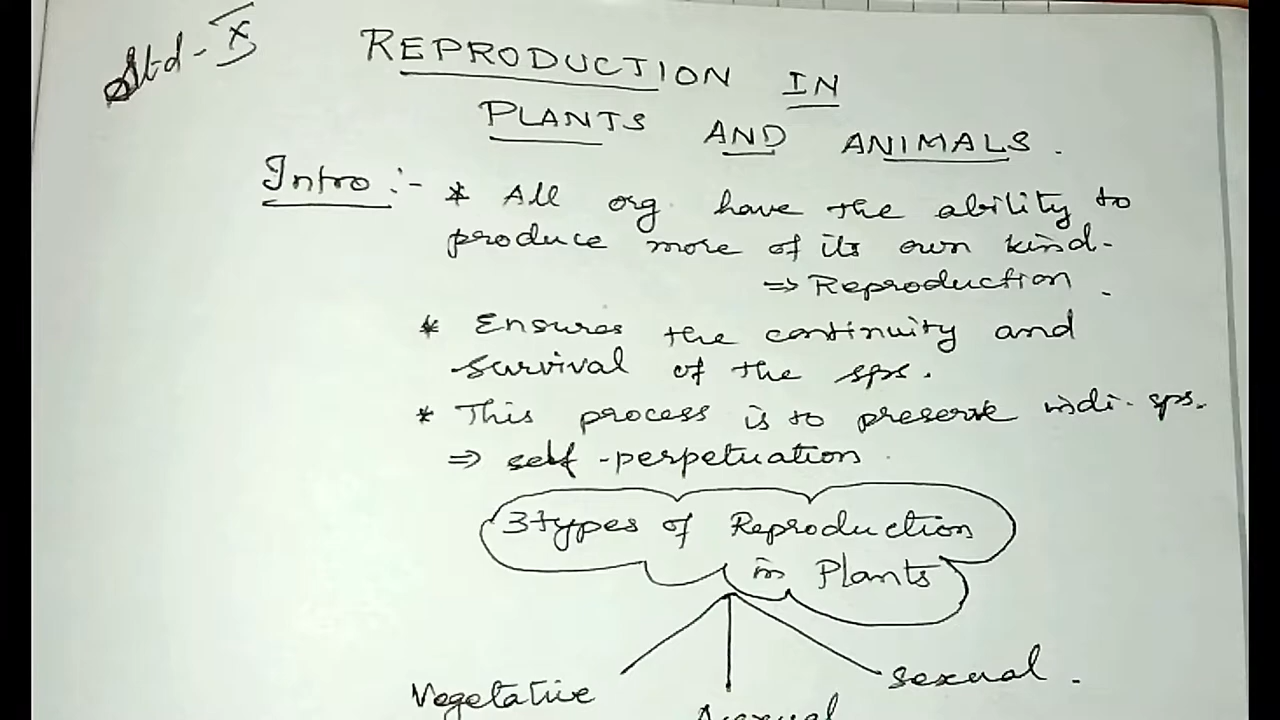 Std - X
REPRODUCTION IN
PLANTS AND ANIMALS.
Intro :- * All org have the ability to
produce more of its own kind-
⇒ Reproduction.
* Ensures the continuity and
survival of the sps.
* This process is to preserve indi. sps.
⇒ self-perpetuation.
3 types of Reproduction
in Plants
Vegetative
Asexual
sexual.